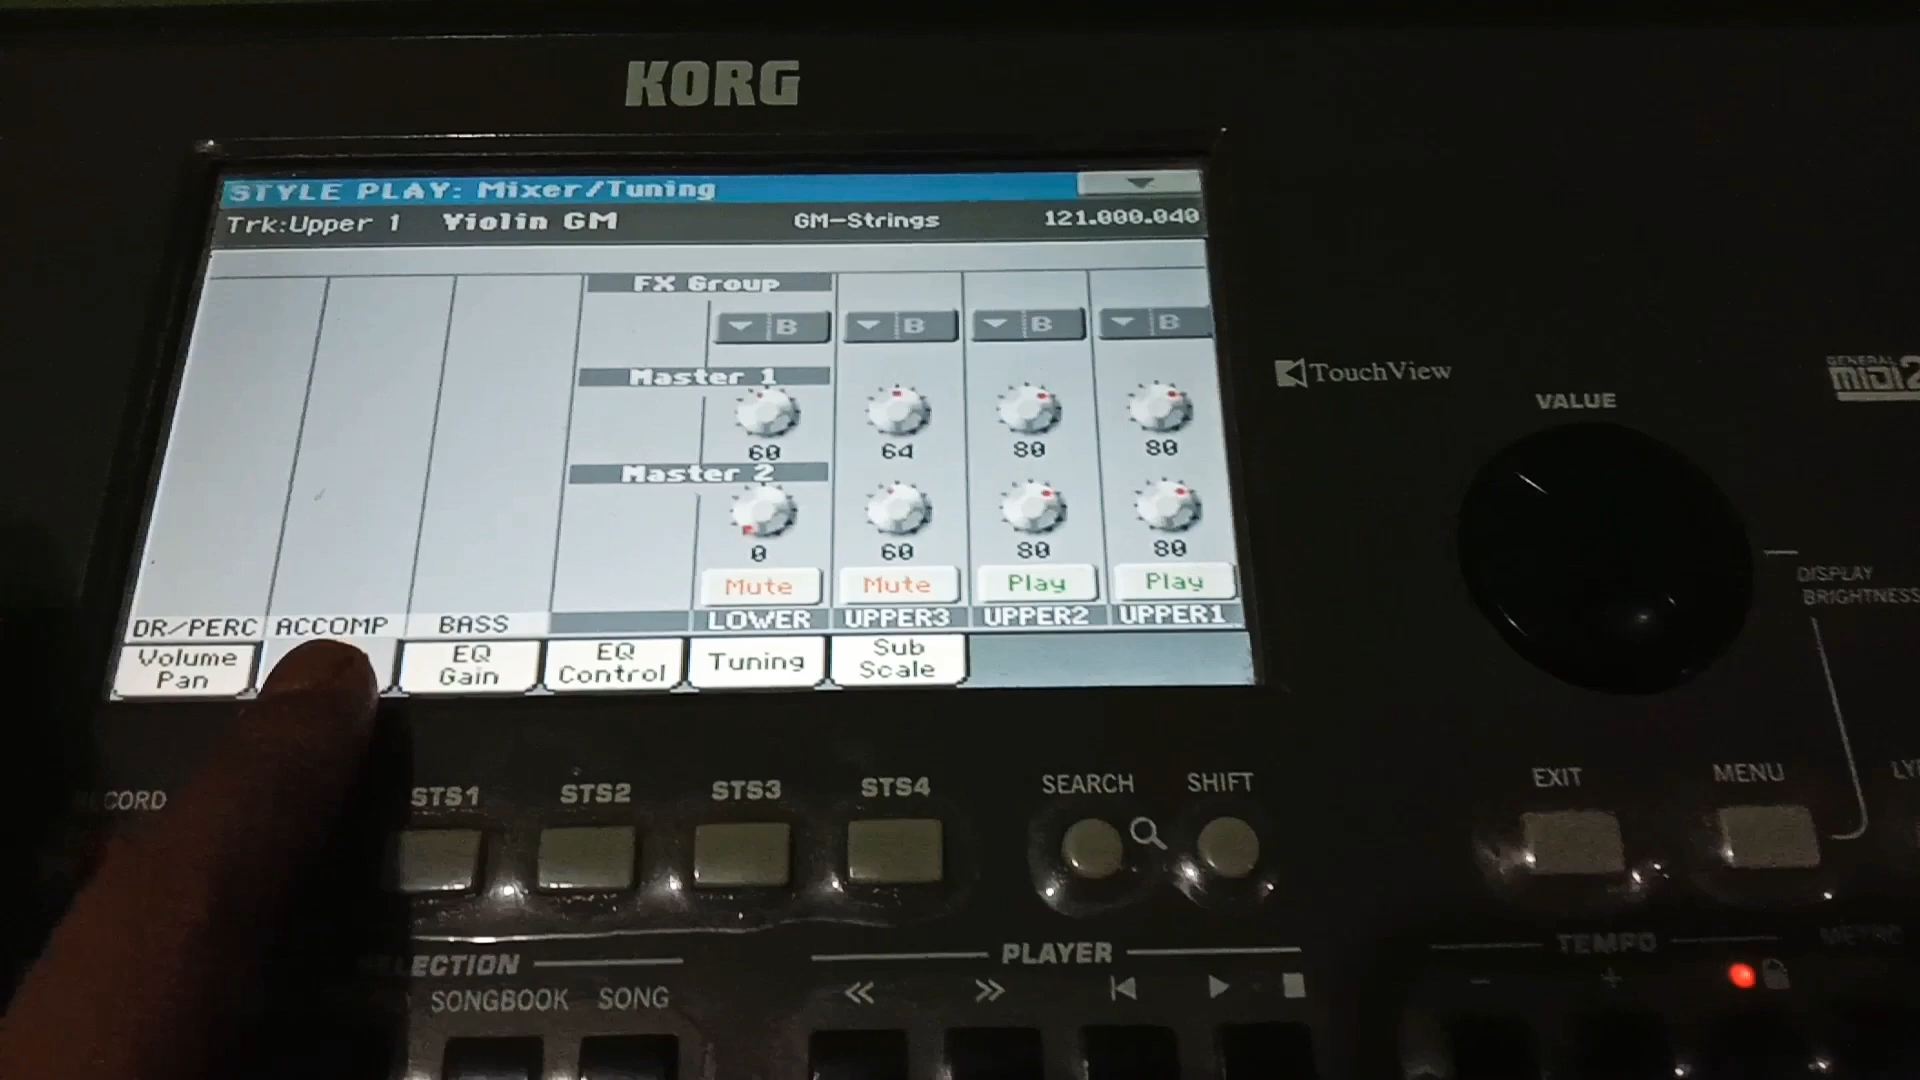 KORG
STYLE PLAY: Mixer/Tuning
Trk:Upper 1 Violin GM GM-Strings 121.000.040
FX Group
B B B B
Master 1
60 64 80 80
Master 2
0 60 80 80
Mute Mute Play Play
DR/PERC ACCOMP BASS LOWER UPPER3 UPPER2 UPPER1
Volume Pan
EQ Gain
EQ Control
Tuning
Sub Scale
TouchView
GENERAL
MIDI2
VALUE
DISPLAY
BRIGHTNESS
STS1 STS2 STS3 STS4
SEARCH SHIFT
EXIT MENU
PLAYER
TEMPO
- +
SONGBOOK SONG